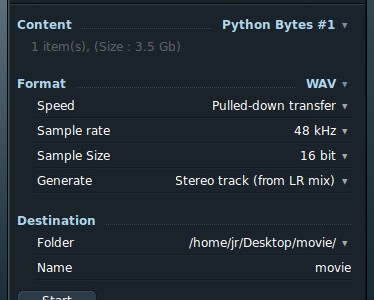 Content Python Bytes #1
1 item(s), (Size : 3.5 Gb)
Format WAV
Speed Pulled-down transfer
Sample rate 48 kHz
Sample Size 16 bit
Generate Stereo track (from LR mix)
Destination
Folder /home/jr/Desktop/movie/
Name movie
Start